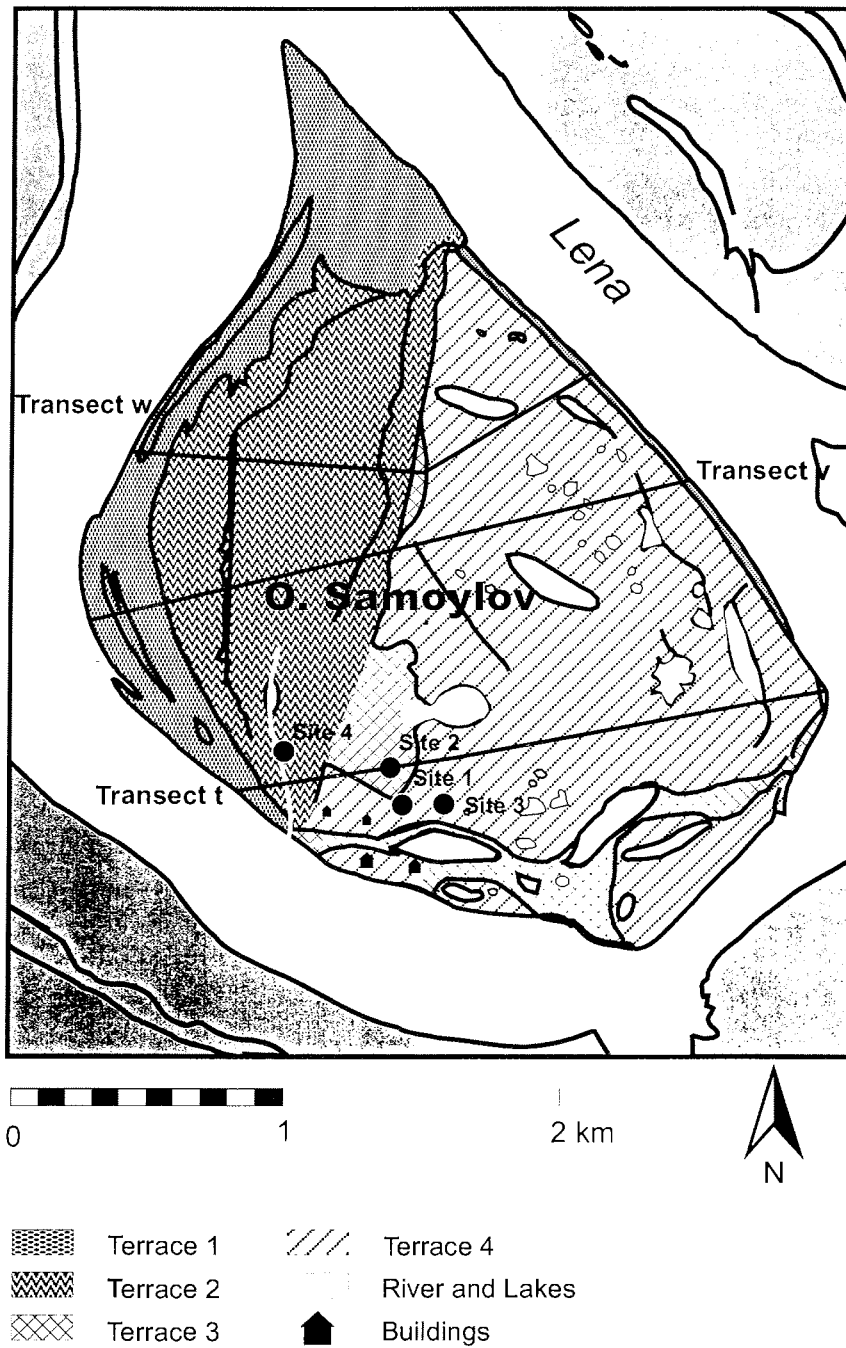 Lena
Transect w
Transect v
O. Samoylov
Site 4
Site 2
Transect t
Site 1
Site 3
0 1 2 km
N
Terrace 1 Terrace 4
Terrace 2 River and Lakes
Terrace 3 Buildings